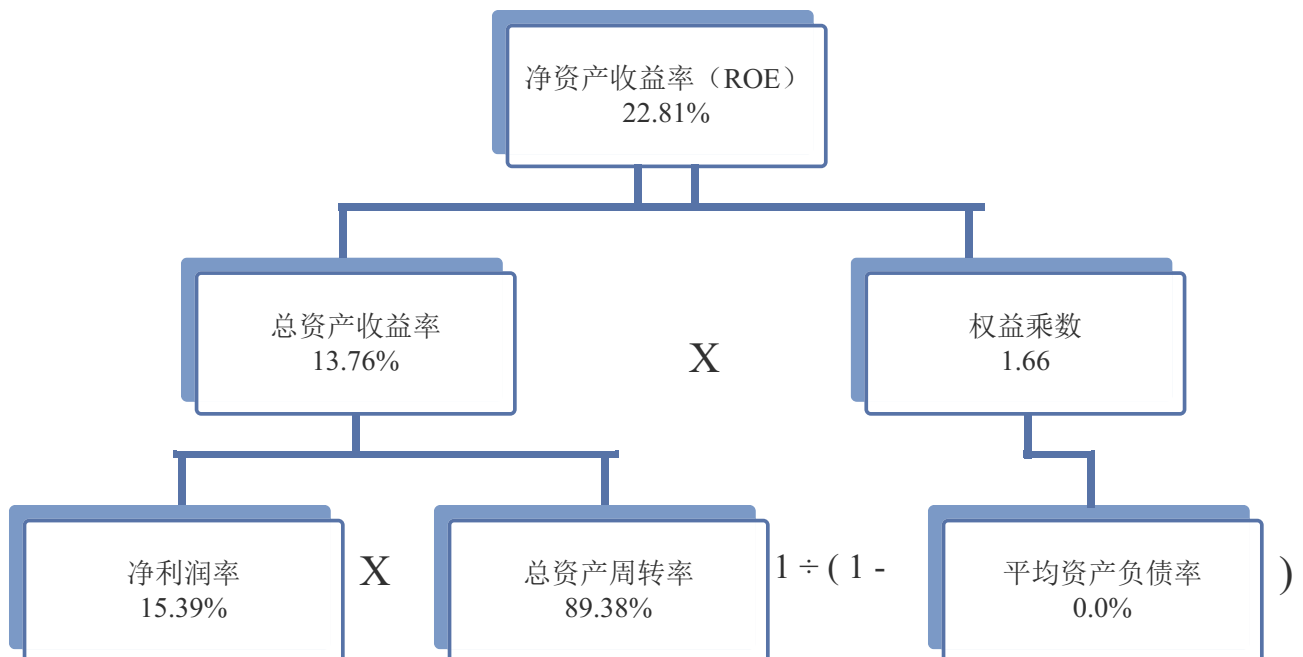 净资产收益率（ROE）
22.81%
总资产收益率
13.76%
X
权益乘数
1.66
净利润率
15.39%
X
总资产周转率
89.38%
1 ÷ ( 1 -
平均资产负债率
0.0%
)